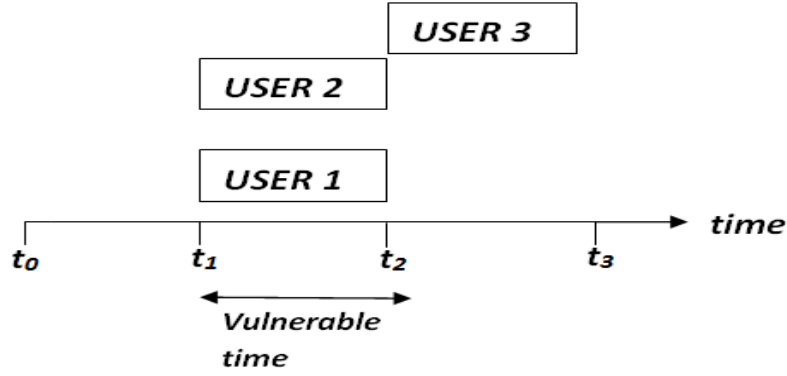 USER 3
USER 2
USER 1
time
t₀ t₁ t₂ t₃
Vulnerable
time